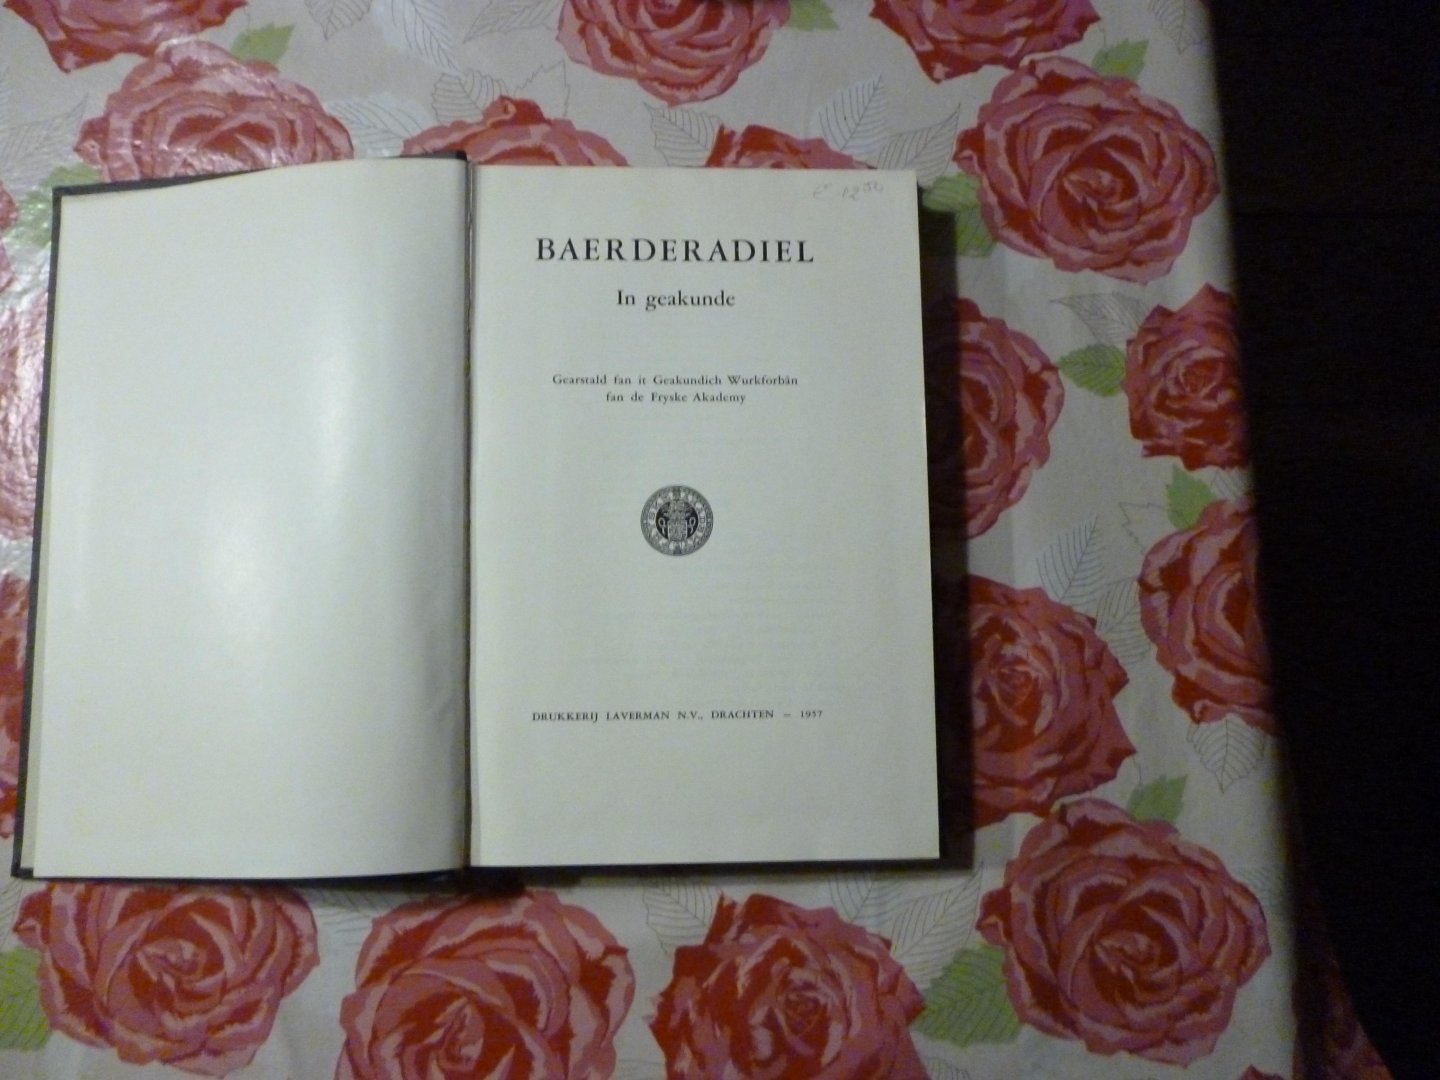 BAERDERADIEL
In geakunde
Gearstald fan it Geakundich Wurkforbân
fan de Fryske Akademy
DRUKKERIJ LAVERMAN N.V., DRACHTEN – 1957